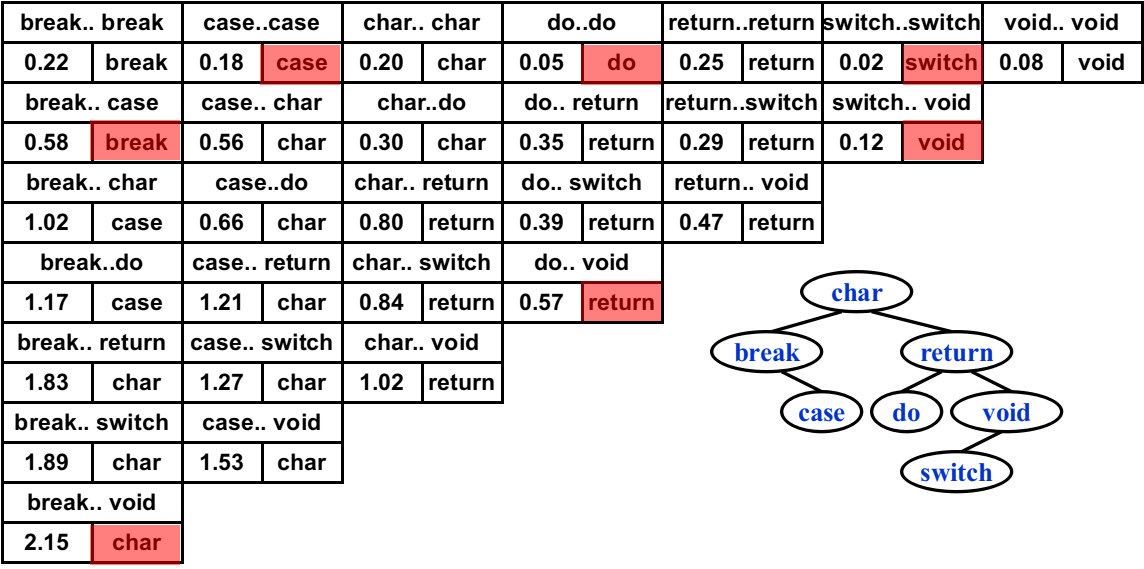 break.. break case..case char.. char do..do return..return switch..switch void.. void
0.22 break 0.18 case 0.20 char 0.05 do 0.25 return 0.02 switch 0.08 void
break.. case case.. char char..do do.. return return..switch switch.. void
0.58 break 0.56 char 0.30 char 0.35 return 0.29 return 0.12 void
break.. char case..do char.. return do.. switch return.. void
1.02 case 0.66 char 0.80 return 0.39 return 0.47 return
break..do case.. return char.. switch do.. void
1.17 case 1.21 char 0.84 return 0.57 return
break.. return case.. switch char.. void
1.83 char 1.27 char 1.02 return
break.. switch case.. void
1.89 char 1.53 char
break.. void
2.15 char
char
break return
case do void
switch